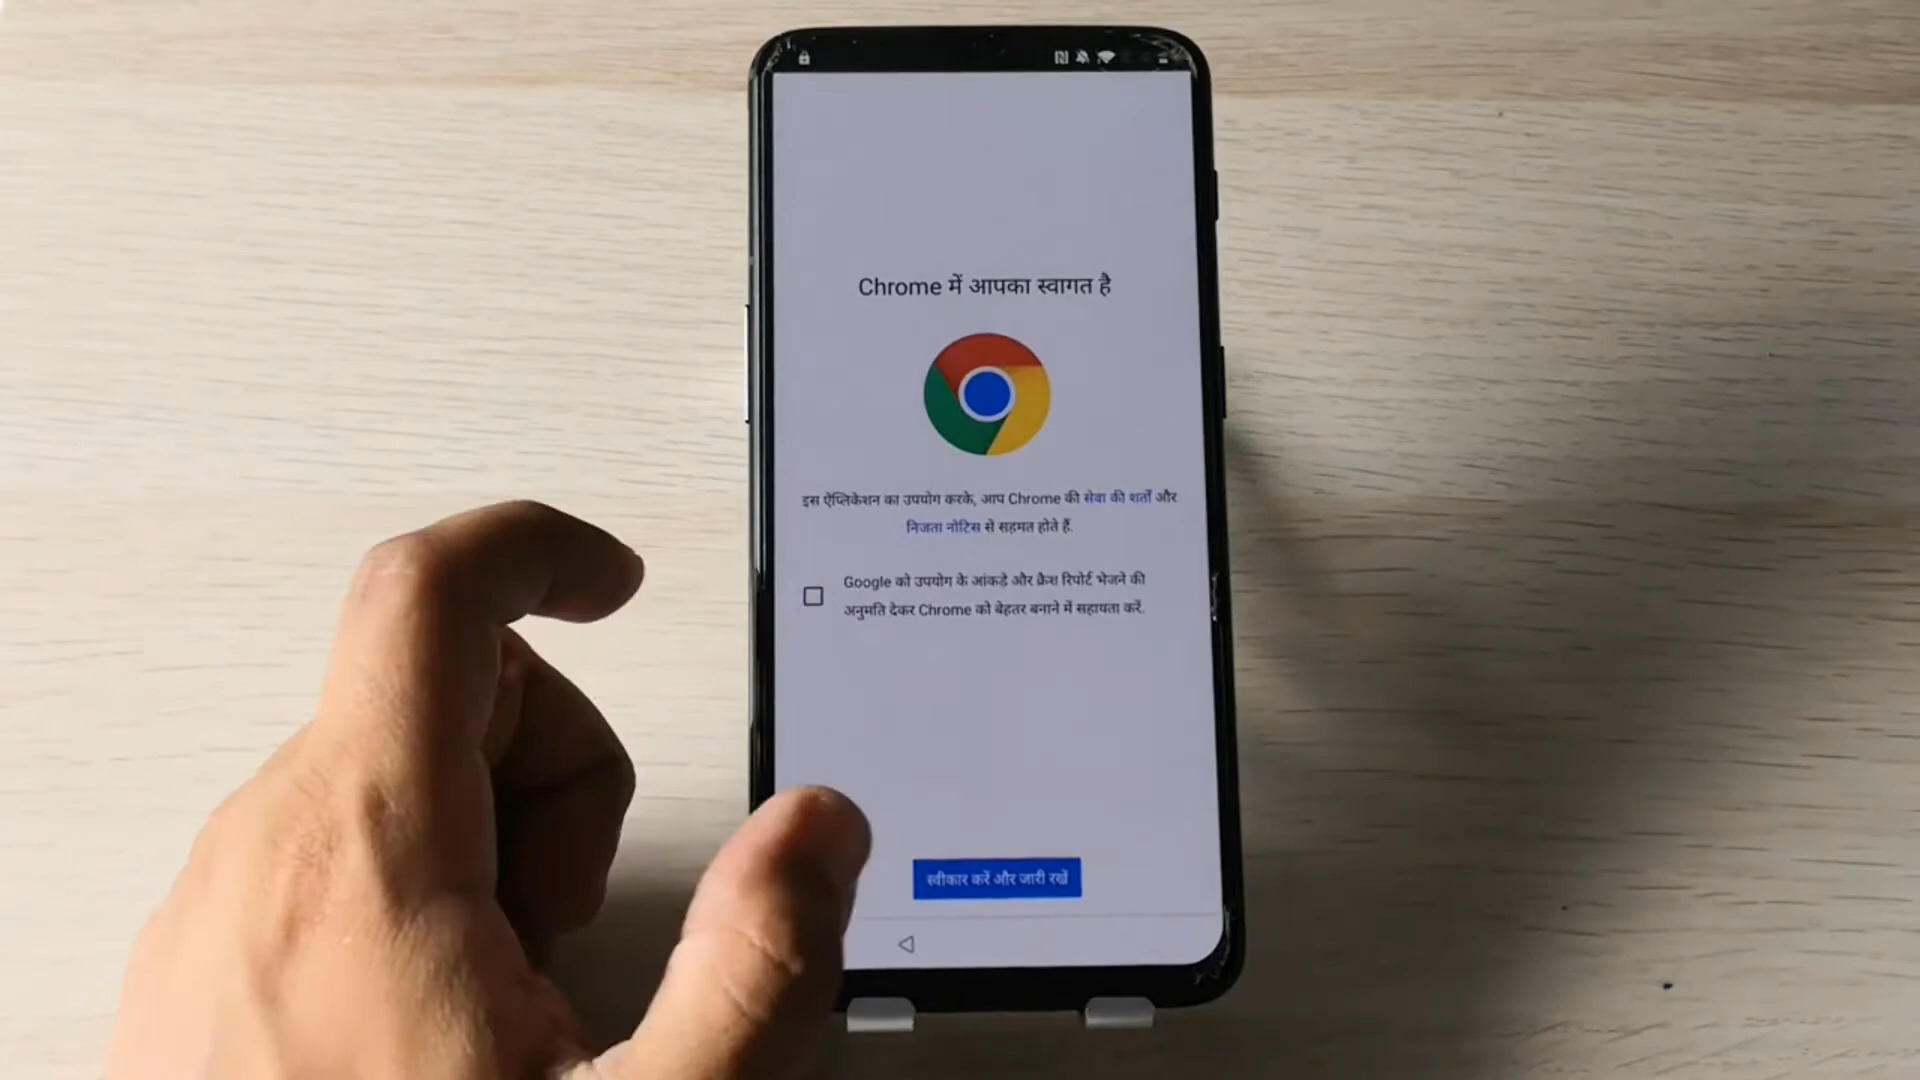 Chrome में आपका स्वागत है
इस ऐप्लिकेशन का उपयोग करके, आप Chrome की सेवा की शर्तों और
निजता नोटिस से सहमत होते हैं.
Google को उपयोग के आंकड़े और क्रैश रिपोर्ट भेजने की
अनुमति देकर Chrome को बेहतर बनाने में सहायता करें.
स्वीकार करें और जारी रखें